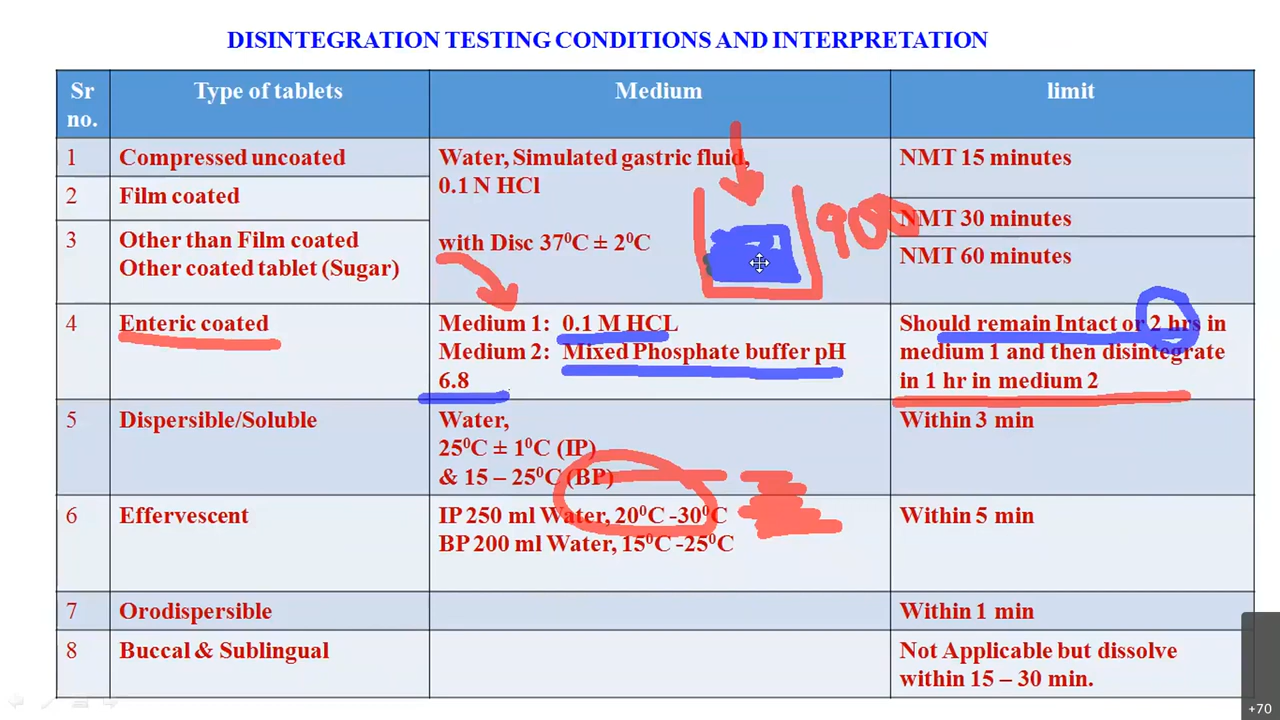 DISINTEGRATION TESTING CONDITIONS AND INTERPRETATION
Sr no. Type of tablets Medium limit
1 Compressed uncoated Water, Simulated gastric fluid, NMT 15 minutes
2 Film coated 0.1 N HCl NMT 30 minutes
3 Other than Film coated with Disc 37⁰C ± 2⁰C NMT 60 minutes
Other coated tablet (Sugar)
900
4 Enteric coated Medium 1: 0.1 M HCL Should remain Intact or 2 hrs in
Medium 2: Mixed Phosphate buffer pH medium 1 and then disintegrate
6.8 in 1 hr in medium 2
5 Dispersible/Soluble Water, Within 3 min
25⁰C ± 1⁰C (IP)
& 15 – 25⁰C (BP)
6 Effervescent IP 250 ml Water, 20⁰C -30⁰C Within 5 min
BP 200 ml Water, 15⁰C -25⁰C
7 Orodispersible Within 1 min
8 Buccal & Sublingual Not Applicable but dissolve
within 15 – 30 min.
+70